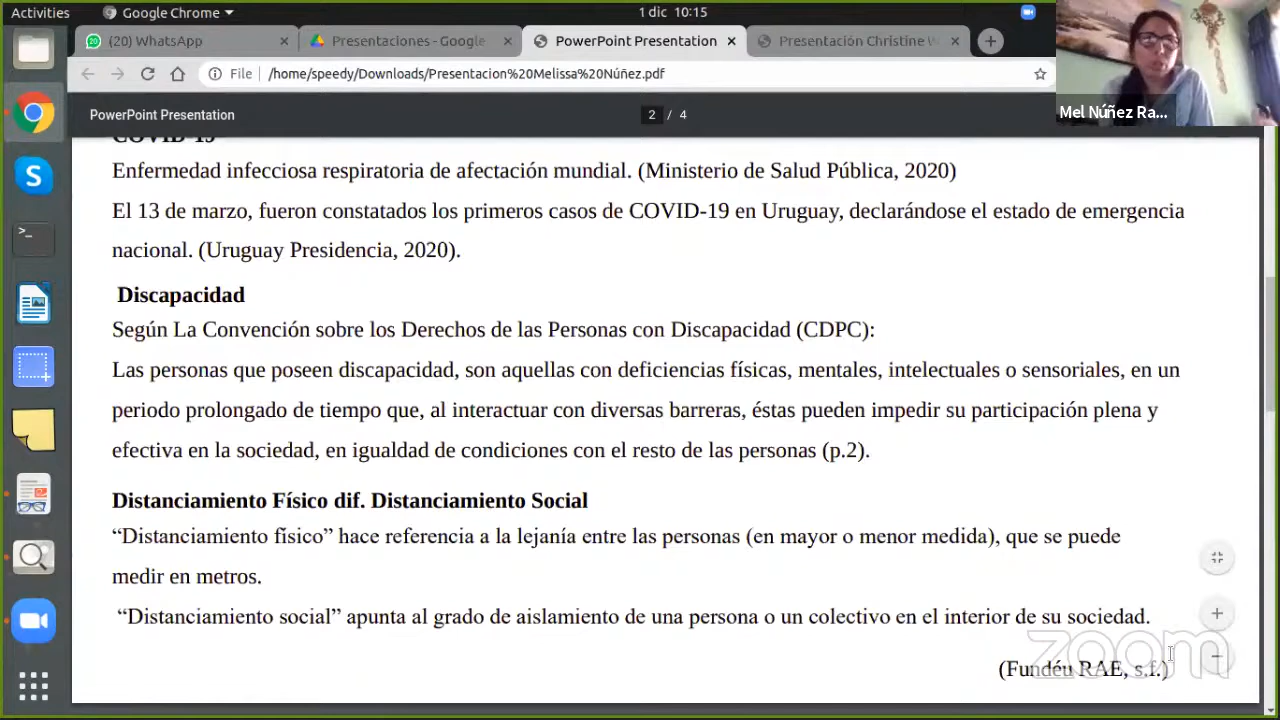 Activities
Google Chrome
1 dic 10:15
(20) WhatsApp
Presentaciones - Google
PowerPoint Presentation
Presentación Christine W
File
/home/speedy/Downloads/Presentacion%20Melissa%20Núñez.pdf
PowerPoint Presentation
2 / 4
Mel Núñez Ra...
COVID-19
Enfermedad infecciosa respiratoria de afectación mundial. (Ministerio de Salud Pública, 2020)
El 13 de marzo, fueron constatados los primeros casos de COVID-19 en Uruguay, declarándose el estado de emergencia
nacional. (Uruguay Presidencia, 2020).
Discapacidad
Según La Convención sobre los Derechos de las Personas con Discapacidad (CDPC):
Las personas que poseen discapacidad, son aquellas con deficiencias físicas, mentales, intelectuales o sensoriales, en un
periodo prolongado de tiempo que, al interactuar con diversas barreras, éstas pueden impedir su participación plena y
efectiva en la sociedad, en igualdad de condiciones con el resto de las personas (p.2).
Distanciamiento Físico dif. Distanciamiento Social
“Distanciamiento físico” hace referencia a la lejanía entre las personas (en mayor o menor medida), que se puede
medir en metros.
“Distanciamiento social” apunta al grado de aislamiento de una persona o un colectivo en el interior de su sociedad.
zoom
(Fundéu RAE, s.f.)